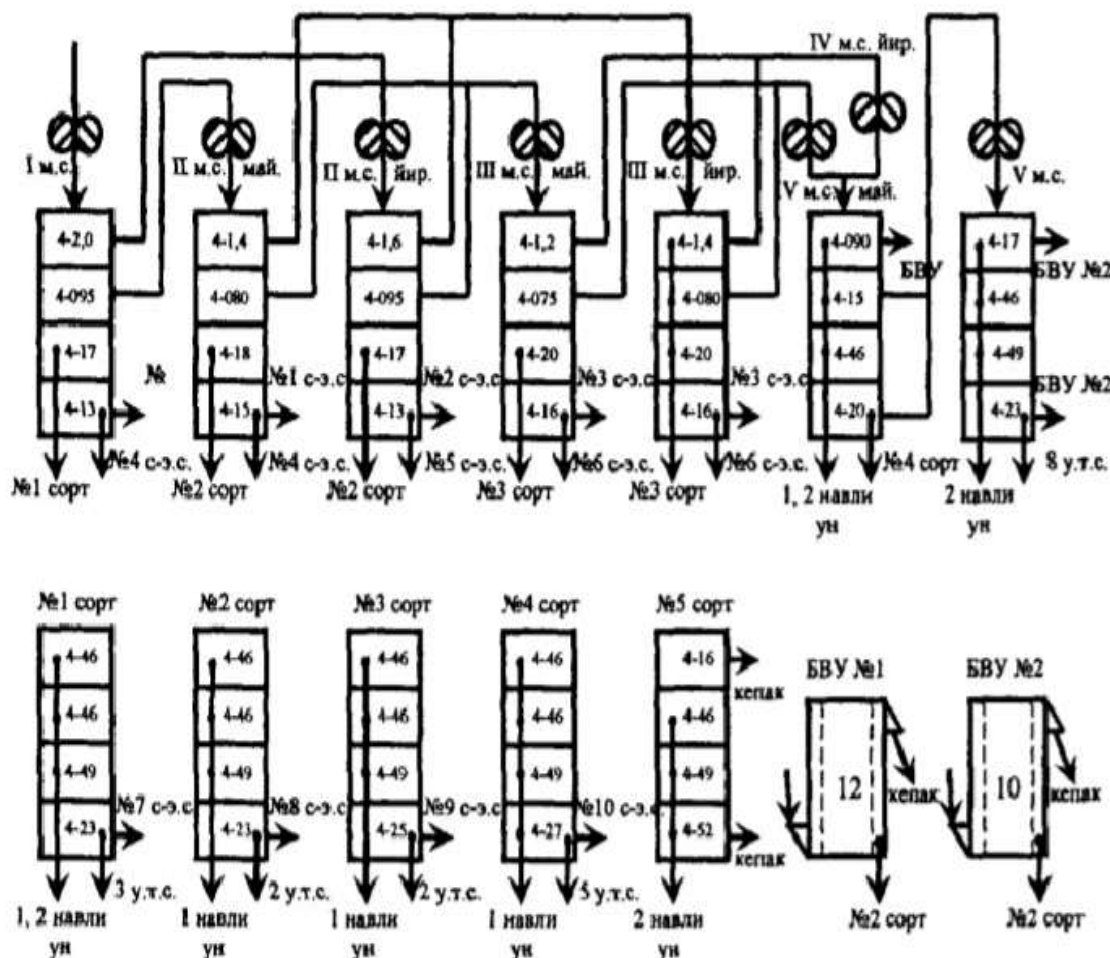 IV м.с. йир.
I м.с.
II м.с. май.
II м.с. йир.
III м.с. май.
III м.с. йир.
V м.с. май.
V м.с.
4-2,0 4-1,4 4-1,6 4-1,2 4-1,4 4-090 4-17
БВУ БВУ №2
4-095 4-080 4-095 4-075 4-080 4-15 4-46
4-17 4-18 4-17 4-20 4-20 4-46 4-49
№ №1 с-э.с №2 с-э.с №3 с-э.с №3 с-э.с БВУ №2
4-13 4-15 4-13 4-16 4-16 4-20 4-23
№4 с-э.с. №4 с-э.с. №5 с-э.с. №6 с-э.с. №6 с-э.с. №4 сорт 8 у.т.с.
№1 сорт №2 сорт №2 сорт №3 сорт №3 сорт 1, 2 навли ун 2 навли ун
№1 сорт №2 сорт №3 сорт №4 сорт №5 сорт
4-46 4-46 4-46 4-46 4-16
кепак
БВУ №1 БВУ №2
4-46 4-46 4-46 4-46 4-46
4-49 4-49 4-49 4-49 4-49
12 кепак 10 кепак
№7 с-э.с №8 с-э.с №9 с-э.с №10 с-э.с
4-23 4-23 4-25 4-27 4-52
кепак
3 у.т.с. 2 у.т.с. 2 у.т.с. 5 у.т.с.
1, 2 навли ун 1 навли ун 1 навли ун 1 навли ун 2 навли ун №2 сорт №2 сорт